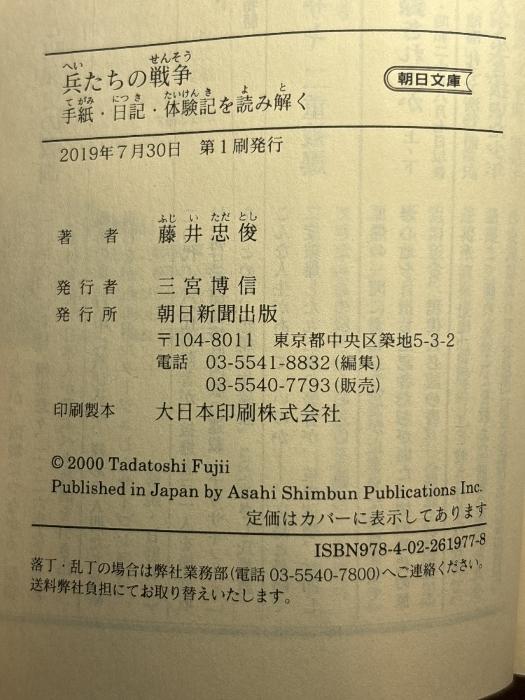 兵たちの戦争
手紙・日記・体験記を読み解く
朝日文庫
2019年7月30日　第1刷発行
著者　藤井忠俊
発行者　三宮博信
発行所　朝日新聞出版
〒104-8011　東京都中央区築地5-3-2
電話　03-5541-8832(編集)
03-5540-7793(販売)
印刷製本　大日本印刷株式会社
© 2000 Tadatoshi Fujii
Published in Japan by Asahi Shimbun Publications Inc.
定価はカバーに表示してあります
ISBN978-4-02-261977-8
落丁・乱丁の場合は弊社業務部(電話 03-5540-7800)へご連絡ください。
送料弊社負担にてお取り替えいたします。